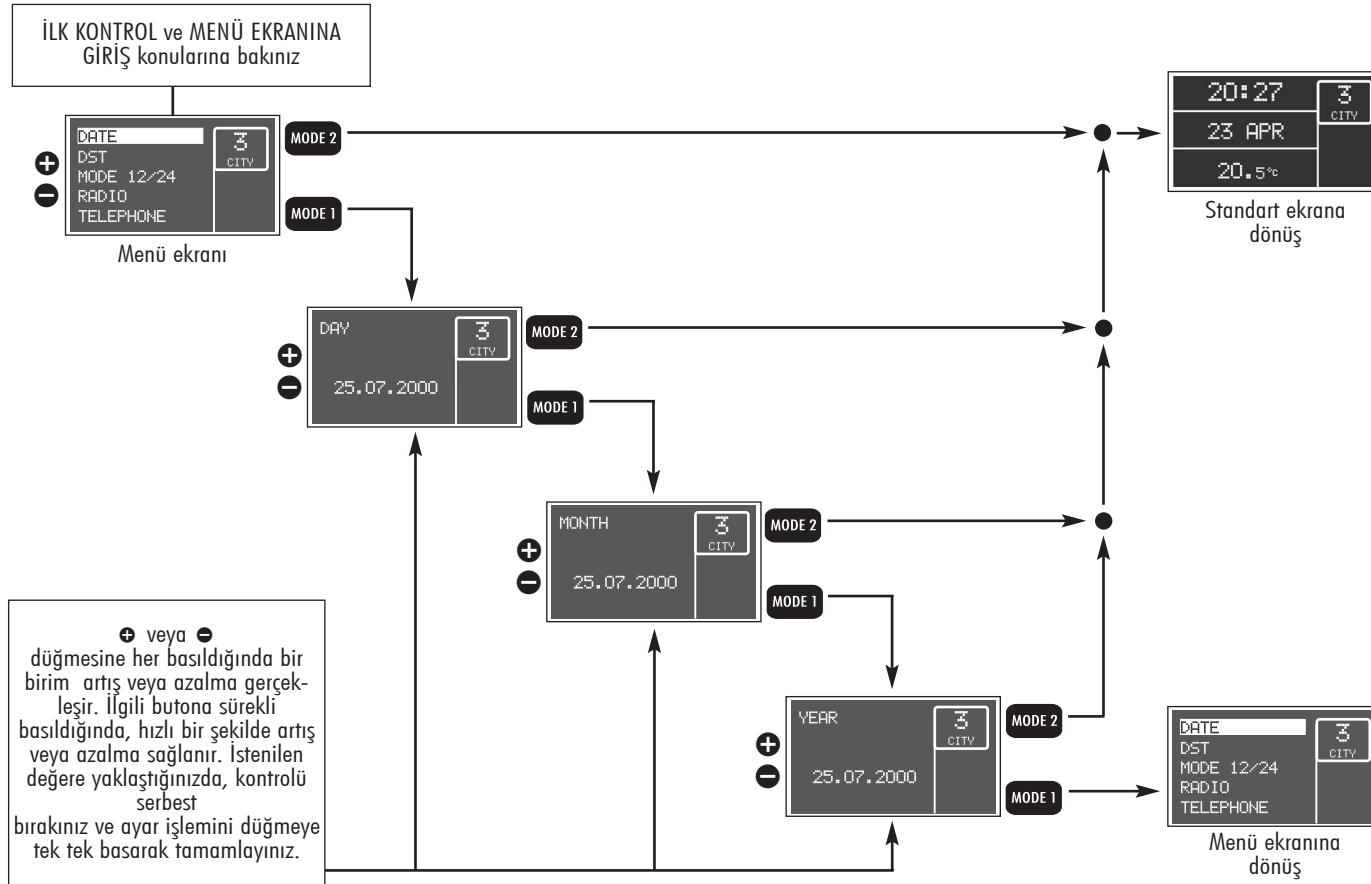 İLK KONTROL ve MENÜ EKRANINA
GİRİŞ konularına bakınız
DATE
DST
MODE 12/24
RADIO
TELEPHONE
3
CITY
MODE 2
MODE 1
Menü ekranı
20:27
23 APR
20.5°C
3
CITY
Standart ekrana
dönüş
DAY
25.07.2000
3
CITY
MODE 2
MODE 1
MONTH
25.07.2000
3
CITY
MODE 2
MODE 1
+ veya -
düğmesine her basıldığında bir
birim artış veya azalma gerçek-
leşir. İlgili butona sürekli
basıldığında, hızlı bir şekilde artış
veya azalma sağlanır. İstenilen
değere yaklaştığınızda, kontrolü
serbest
bırakınız ve ayar işlemini düğmeye
tek tek basarak tamamlayınız.
YEAR
25.07.2000
3
CITY
MODE 2
MODE 1
DATE
DST
MODE 12/24
RADIO
TELEPHONE
3
CITY
Menü ekranına
dönüş